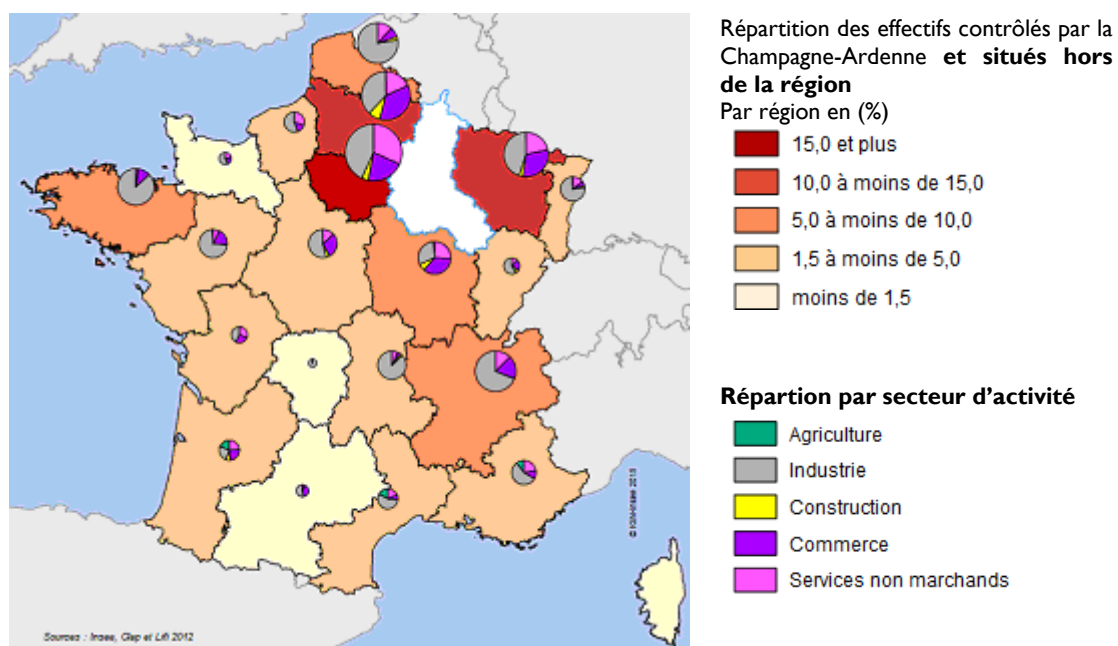 Répartition des effectifs contrôlés par la
Champagne-Ardenne et situés hors
de la région
Par région en (%)
15,0 et plus
10,0 à moins de 15,0
5,0 à moins de 10,0
1,5 à moins de 5,0
moins de 1,5
Répartion par secteur d’activité
Agriculture
Industrie
Construction
Commerce
Services non marchands
© IGN-Insee 2013
Sources : Insee, Clap et Lifi 2012